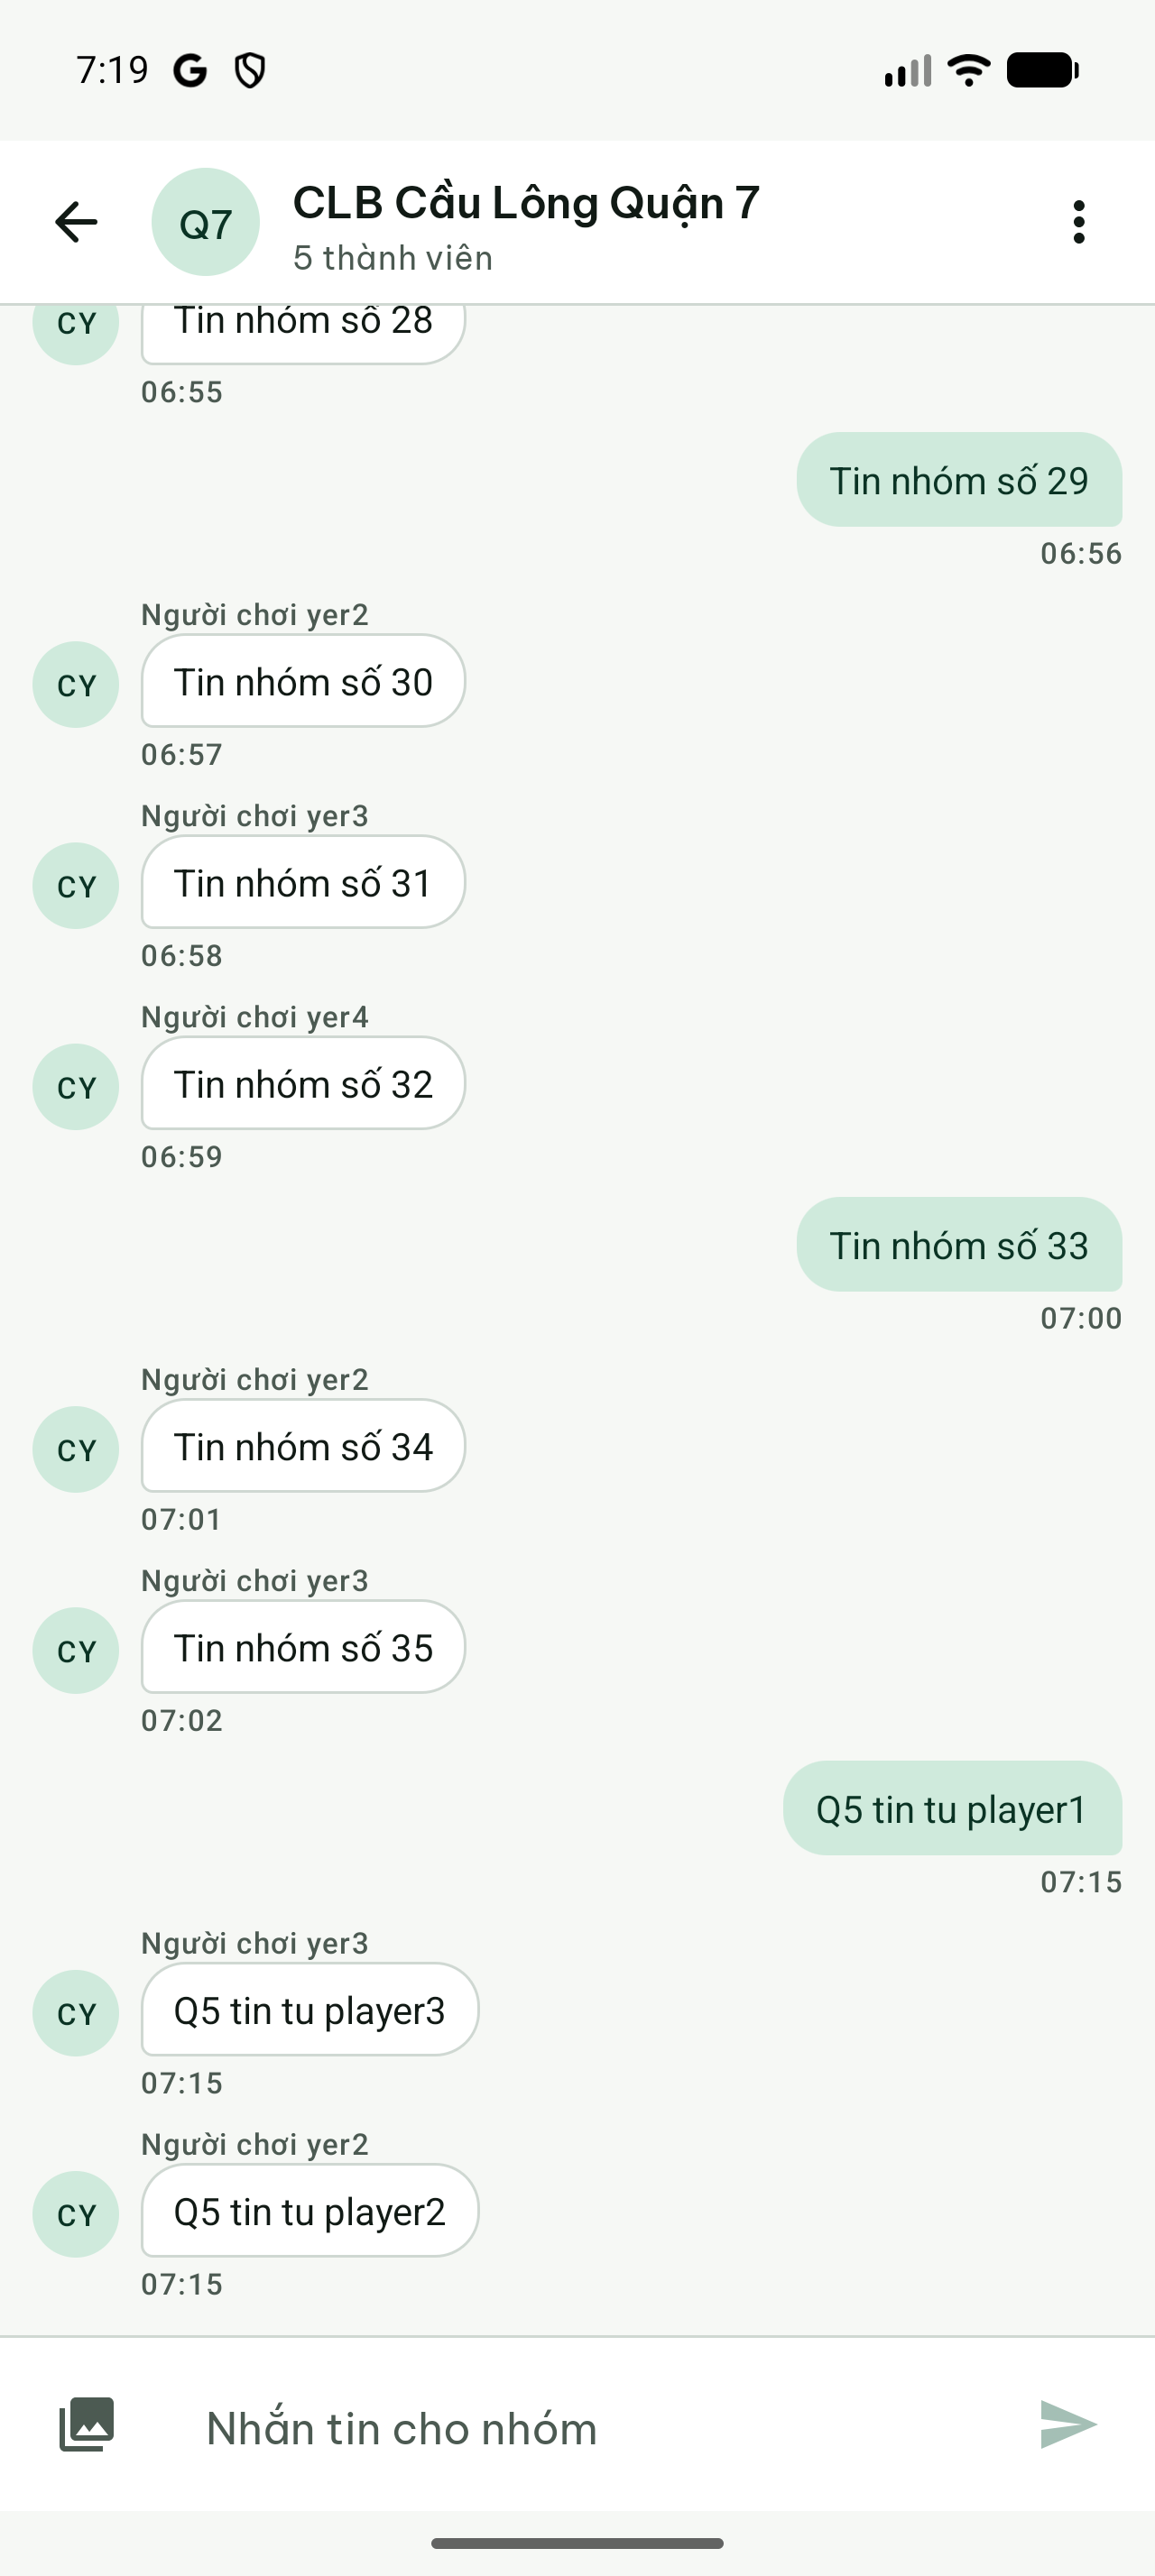 7:19
Q7
CLB Cầu Lông Quận 7
5 thành viên
CY
Tin nhóm số 28
06:55
Tin nhóm số 29
06:56
Người chơi yer2
CY
Tin nhóm số 30
06:57
Người chơi yer3
CY
Tin nhóm số 31
06:58
Người chơi yer4
CY
Tin nhóm số 32
06:59
Tin nhóm số 33
07:00
Người chơi yer2
CY
Tin nhóm số 34
07:01
Người chơi yer3
CY
Tin nhóm số 35
07:02
Q5 tin tu player1
07:15
Người chơi yer3
CY
Q5 tin tu player3
07:15
Người chơi yer2
CY
Q5 tin tu player2
07:15
Nhắn tin cho nhóm